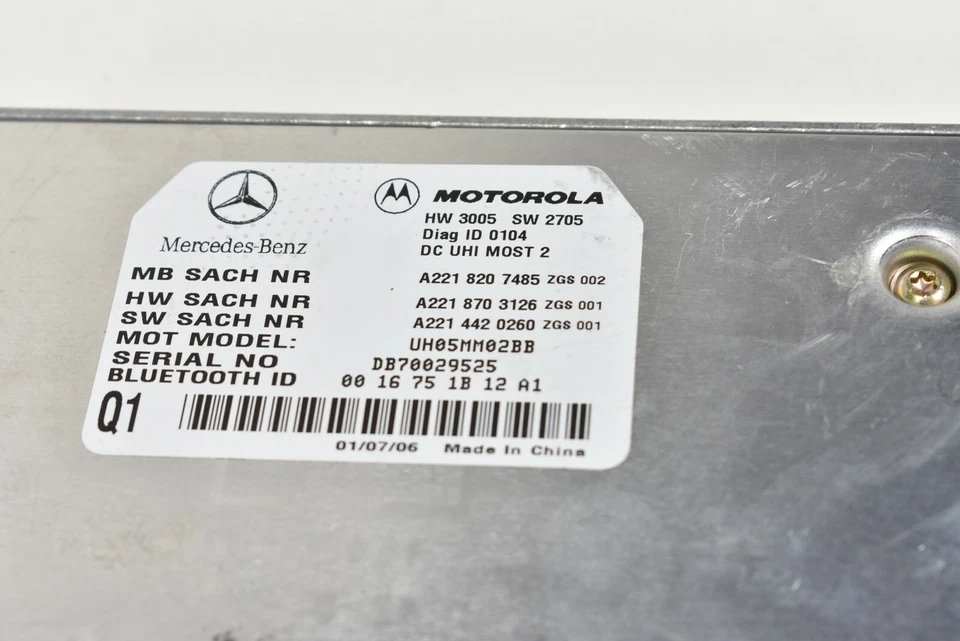 MOTOROLA
HW 3005 SW 2705
Diag ID 0104
Mercedes-Benz
DC UHI MOST 2
MB SACH NR A221 820 7485 ZGS 002
HW SACH NR A221 870 3126 ZGS 001
SW SACH NR A221 442 0260 ZGS 001
MOT MODEL: UH05MM02BB
SERIAL NO DB70029525
BLUETOOTH ID 00 16 75 1B 12 A1
Q1
01/07/06 Made In China